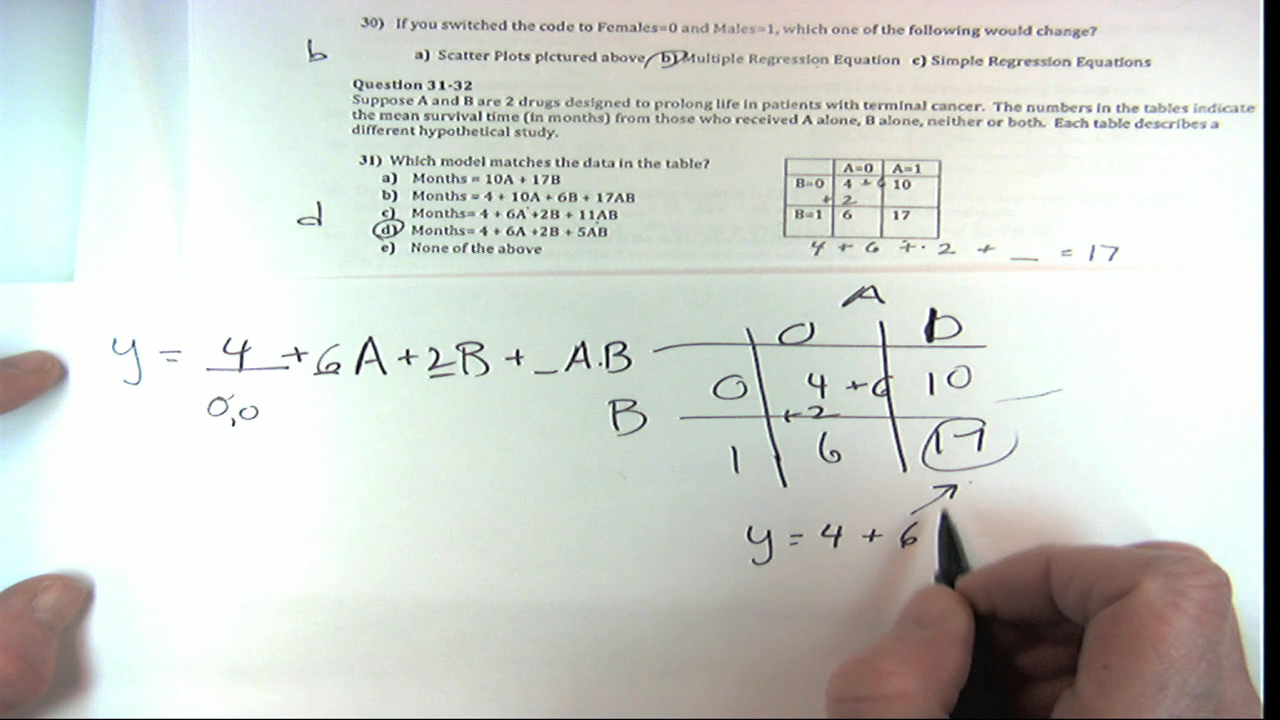 30) If you switched the code to Females=0 and Males=1, which one of the following would change?
b
a) Scatter Plots pictured above b) Multiple Regression Equation c) Simple Regression Equations
Question 31-32
Suppose A and B are 2 drugs designed to prolong life in patients with terminal cancer. The numbers in the tables indicate
the mean survival time (in months) from those who received A alone, B alone, neither or both. Each table describes a
different hypothetical study.
31) Which model matches the data in the table?
a) Months = 10A + 17B
b) Months = 4 + 10A + 6B + 17AB
c) Months= 4 + 6A +2B + 11AB
d
d) Months= 4 + 6A +2B + 5AB
e) None of the above
A=0 A=1
B=0 4 + 6 10
+ 2
B=1 6 17
4 + 6 + 2 + _ = 17
A
0
y = 4 + 6A + 2B + _ A.B
0,0
B
0 4 +6 10
+2
1 6 17
y = 4 + 6